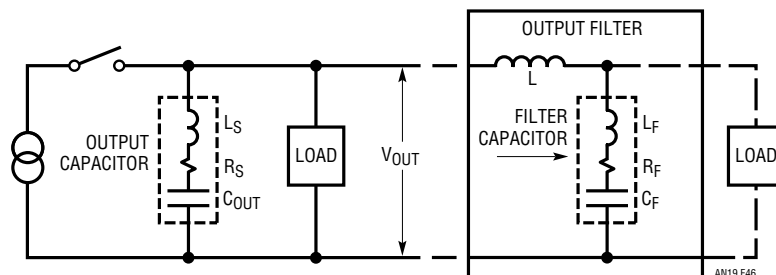 OUTPUT FILTER
L
OUTPUT
CAPACITOR
LS
RS
COUT
LOAD
VOUT
FILTER
CAPACITOR
LF
RF
CF
LOAD
AN19 F46